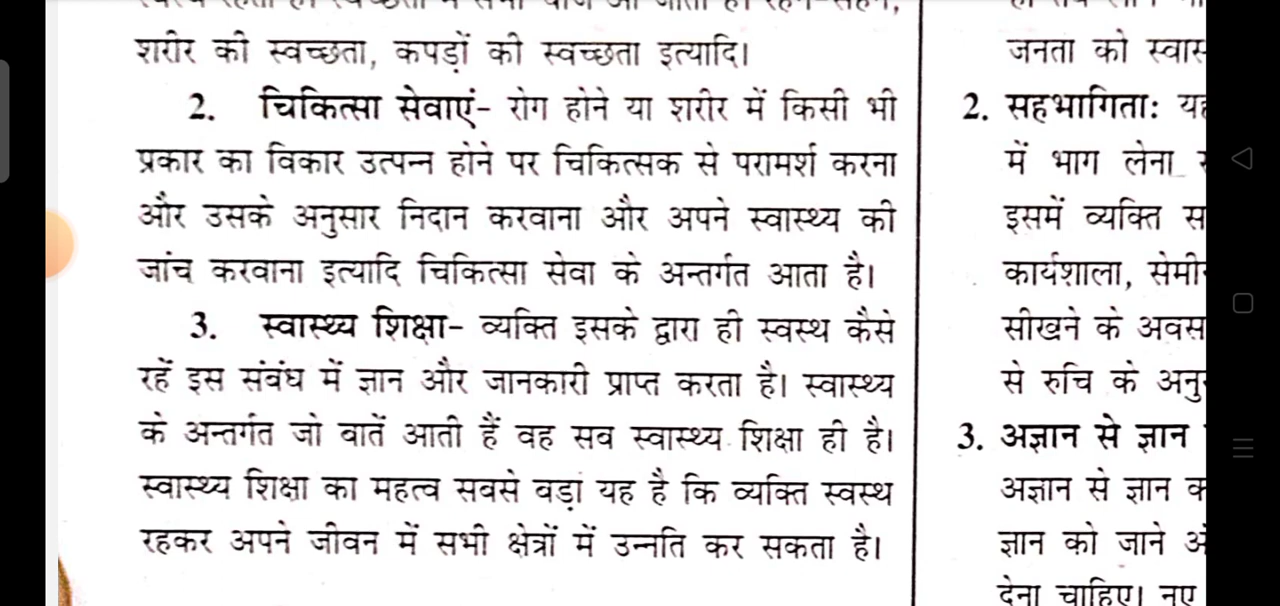 शरीर की स्वच्छता, कपड़ों की स्वच्छता इत्यादि।
2. चिकित्सा सेवाएं- रोग होने या शरीर में किसी भी
प्रकार का विकार उत्पन्न होने पर चिकित्सक से परामर्श करना
और उसके अनुसार निदान करवाना और अपने स्वास्थ्य की
जांच करवाना इत्यादि चिकित्सा सेवा के अन्तर्गत आता है।
3. स्वास्थ्य शिक्षा- व्यक्ति इसके द्वारा ही स्वस्थ कैसे
रहें इस संबंध में ज्ञान और जानकारी प्राप्त करता है। स्वास्थ्य
के अन्तर्गत जो वातें आती हैं वह सव स्वास्थ्य शिक्षा ही है।
स्वास्थ्य शिक्षा का महत्व सबसे वड़ा यह है कि व्यक्ति स्वस्थ
रहकर अपने जीवन में सभी क्षेत्रों में उन्नति कर सकता है।
जनता को
2. सहभागिताः
में भाग लेना
इसमें व्यक्ति
कार्यशाला,
सीखने के
से रुचि के
3. अज्ञान से ज्ञान
अज्ञान से ज्ञान
ज्ञान को जाने
देना चाहिए। नए